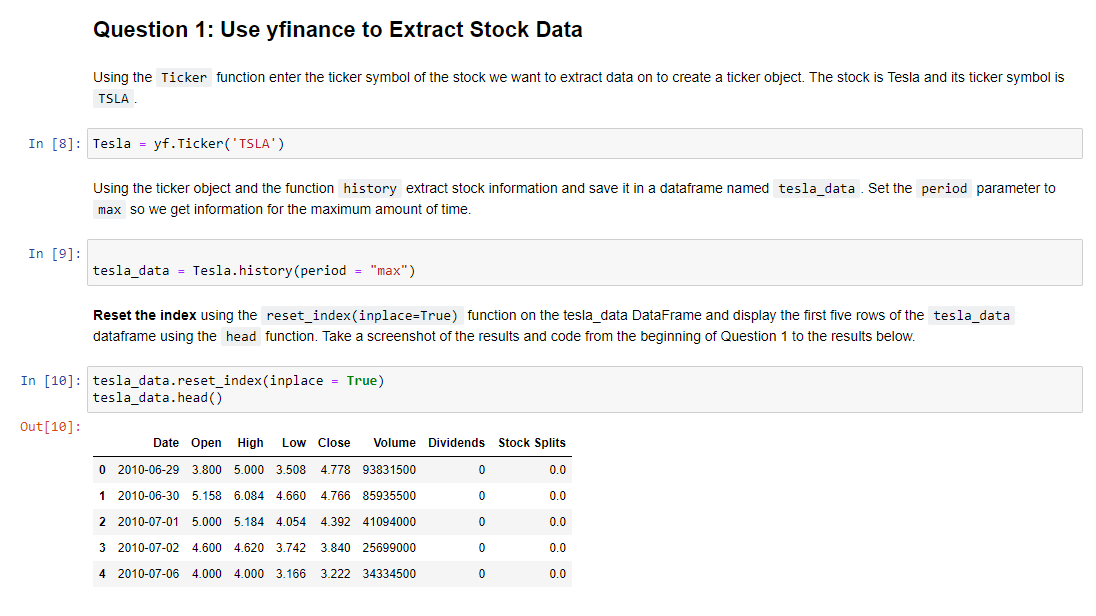 Question 1: Use yfinance to Extract Stock Data
Using the Ticker function enter the ticker symbol of the stock we want to extract data on to create a ticker object. The stock is Tesla and its ticker symbol is
TSLA .
In [8]: Tesla = yf.Ticker('TSLA')
Using the ticker object and the function history extract stock information and save it in a dataframe named tesla_data . Set the period parameter to
max so we get information for the maximum amount of time.
In [9]:
tesla_data = Tesla.history(period = "max")
Reset the index using the reset_index(inplace=True) function on the tesla_data DataFrame and display the first five rows of the tesla_data
dataframe using the head function. Take a screenshot of the results and code from the beginning of Question 1 to the results below.
In [10]: tesla_data.reset_index(inplace = True)
tesla_data.head()
Out[10]:
Date Open High Low Close Volume Dividends Stock Splits
0 2010-06-29 3.800 5.000 3.508 4.778 93831500 0 0.0
1 2010-06-30 5.158 6.084 4.660 4.766 85935500 0 0.0
2 2010-07-01 5.000 5.184 4.054 4.392 41094000 0 0.0
3 2010-07-02 4.600 4.620 3.742 3.840 25699000 0 0.0
4 2010-07-06 4.000 4.000 3.166 3.222 34334500 0 0.0